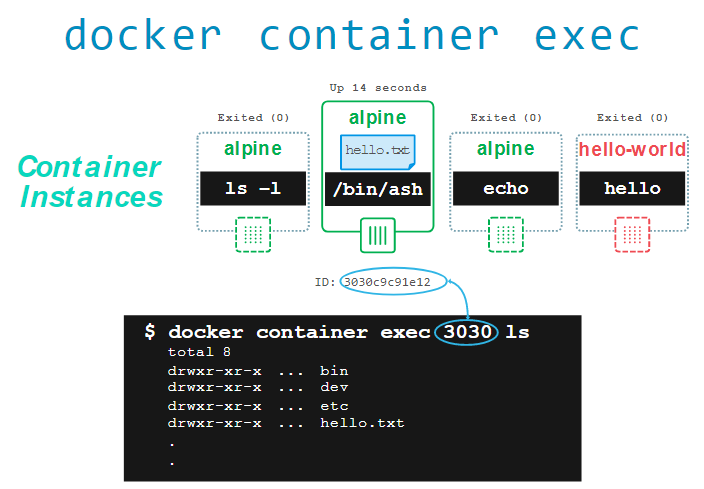 docker container exec
Up 14 seconds
Exited (0)
Exited (0)
Exited (0)
alpine
alpine
alpine
hello-world
hello.txt
Container
Instances
ls –l
/bin/ash
echo
hello
ID: 3030c9c91e12
$ docker container exec 3030 ls
total 8
drwxr-xr-x ... bin
drwxr-xr-x ... dev
drwxr-xr-x ... etc
drwxr-xr-x ... hello.txt
.
.